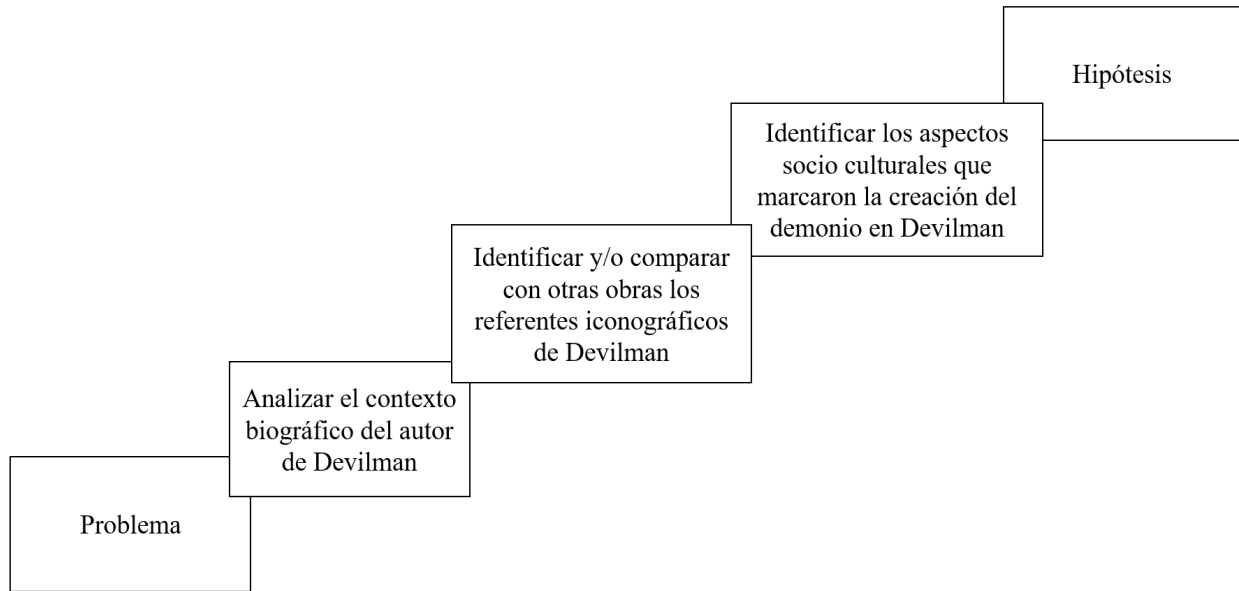 Hipótesis
Identificar los aspectos
socio culturales que
marcaron la creación del
demonio en Devilman
Identificar y/o comparar
con otras obras los
referentes iconográficos
de Devilman
Analizar el contexto
biográfico del autor
de Devilman
Problema